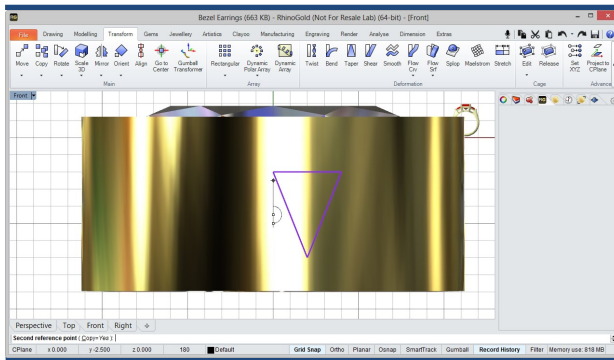 Bezel Earrings (663 KB) - RhinoGold (Not For Resale Lab) (64-bit) - [Front]
File Drawing Modelling Transform Gems Jewellery Artistics Clayoo Manufacturing Engraving Render Analyse Dimension Extras
Move Copy Rotate Scale 3D Mirror Orient Align Go to Center Gumball Transformer Rectangular Dynamic Polar Array Dynamic Array Twist Bend Taper Shear Smooth Flow Crv Flow Srf Splop Maelstrom Stretch Edit Release Set XYZ Project to CPlane
Main Array Deformation Cage Advance
Front
Perspective Top Front Right
Second reference point ( Copy=Yes ):
CPlane x 0.000 y -2.500 z 0.000 180 Default Grid Snap Ortho Planar Osnap SmartTrack Gumball Record History Filter Memory use: 818 MB